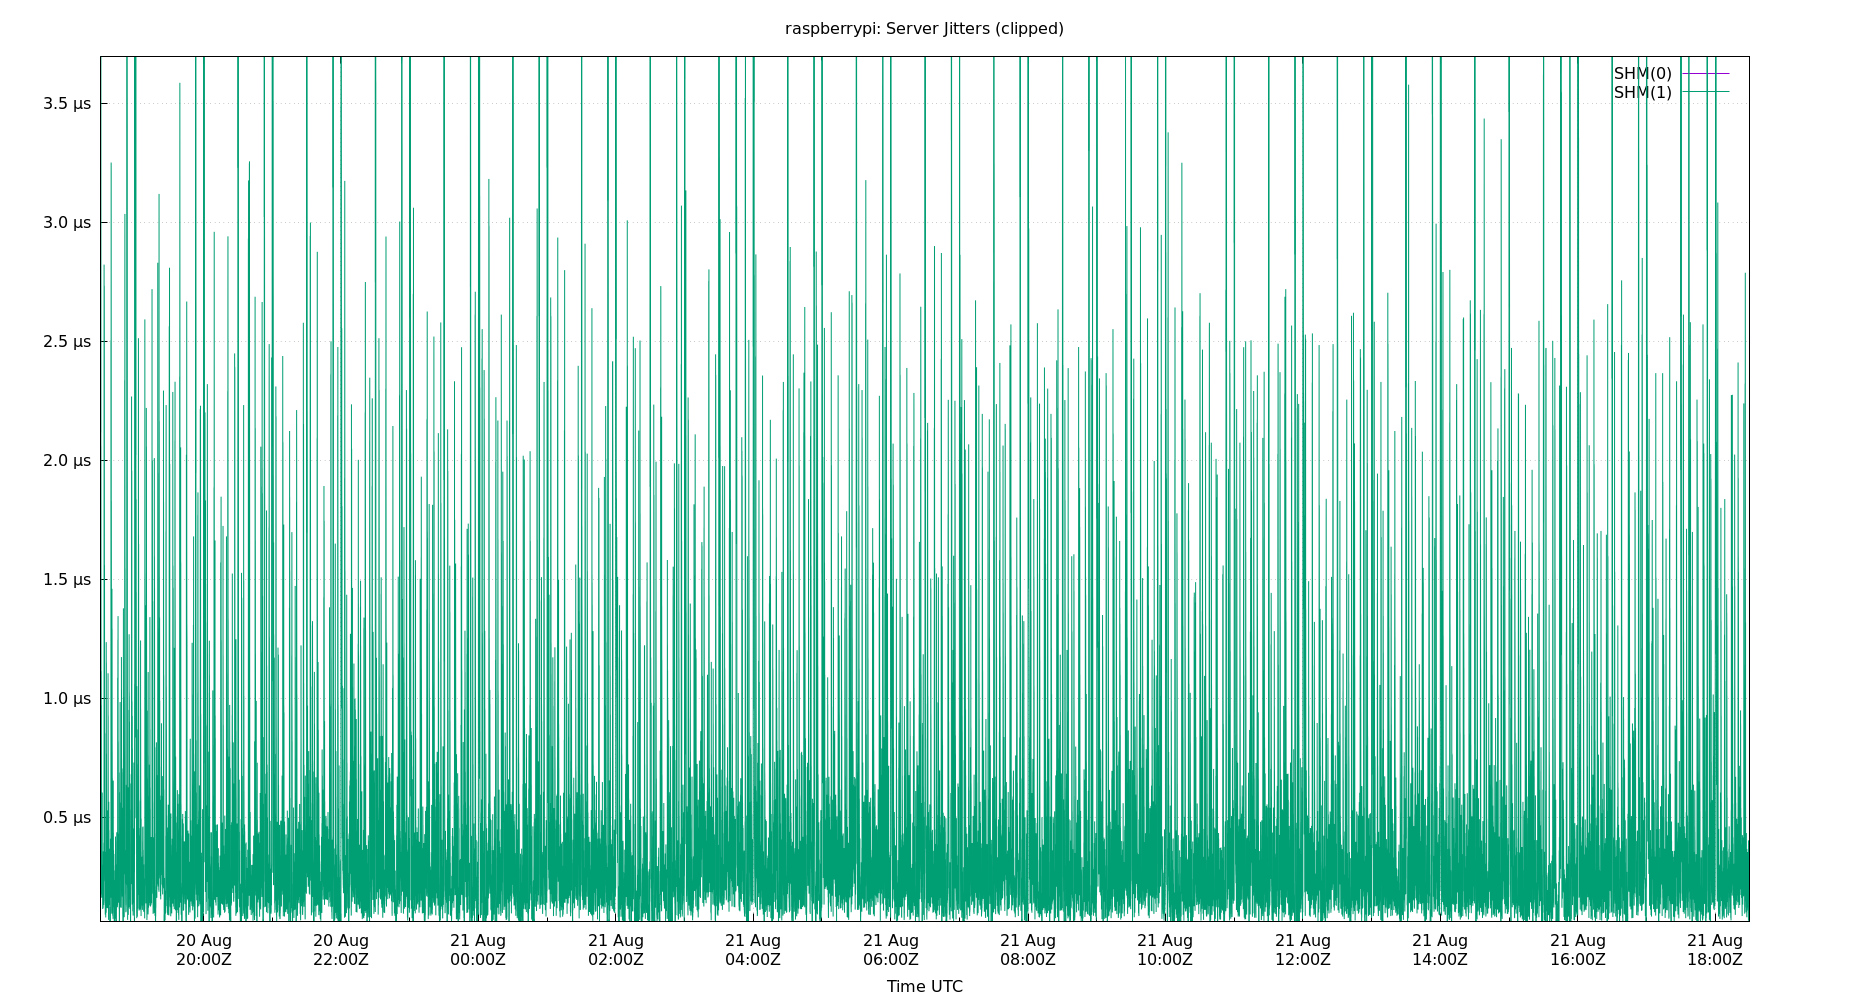 raspberrypi: Server Jitters (clipped)
SHM(0)
SHM(1)
3.5 µs
3.0 µs
2.5 µs
2.0 µs
1.5 µs
1.0 µs
0.5 µs
20 Aug 20 Aug 21 Aug 21 Aug 21 Aug 21 Aug 21 Aug 21 Aug 21 Aug 21 Aug 21 Aug 21 Aug
20:00Z 22:00Z 00:00Z 02:00Z 04:00Z 06:00Z 08:00Z 10:00Z 12:00Z 14:00Z 16:00Z 18:00Z
Time UTC